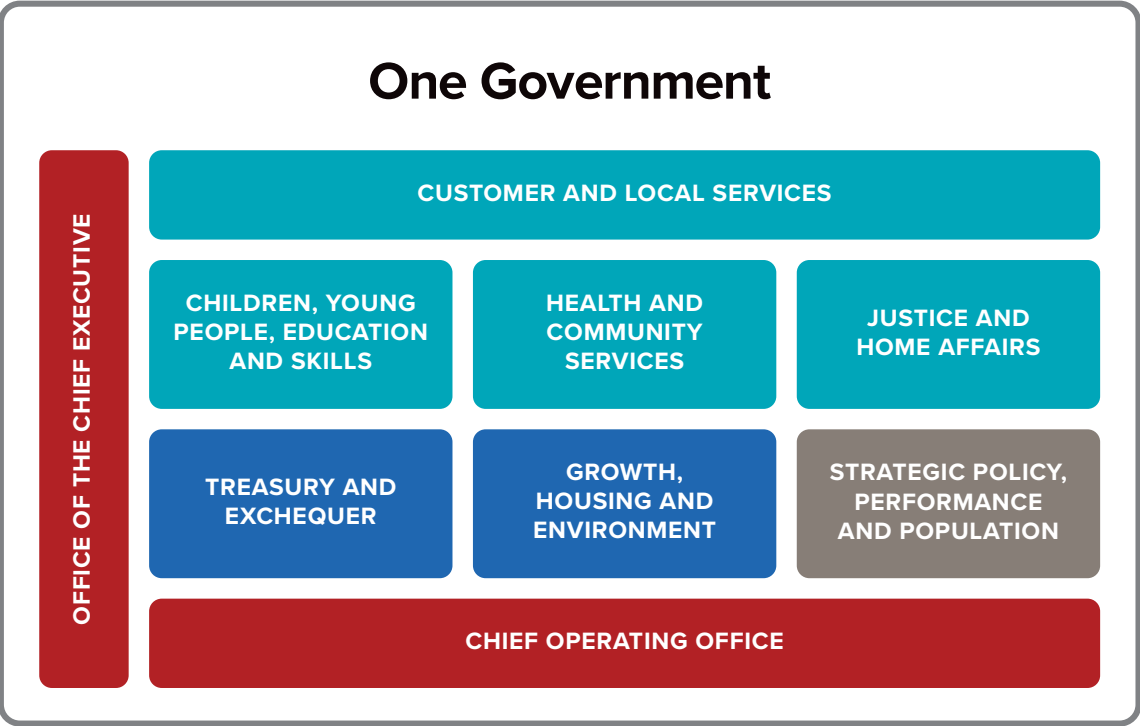 One Government
OFFICE OF THE CHIEF EXECUTIVE
CUSTOMER AND LOCAL SERVICES
CHILDREN, YOUNG
PEOPLE, EDUCATION
AND SKILLS
HEALTH AND
COMMUNITY
SERVICES
JUSTICE AND
HOME AFFAIRS
TREASURY AND
EXCHEQUER
GROWTH,
HOUSING AND
ENVIRONMENT
STRATEGIC POLICY,
PERFORMANCE
AND POPULATION
CHIEF OPERATING OFFICE